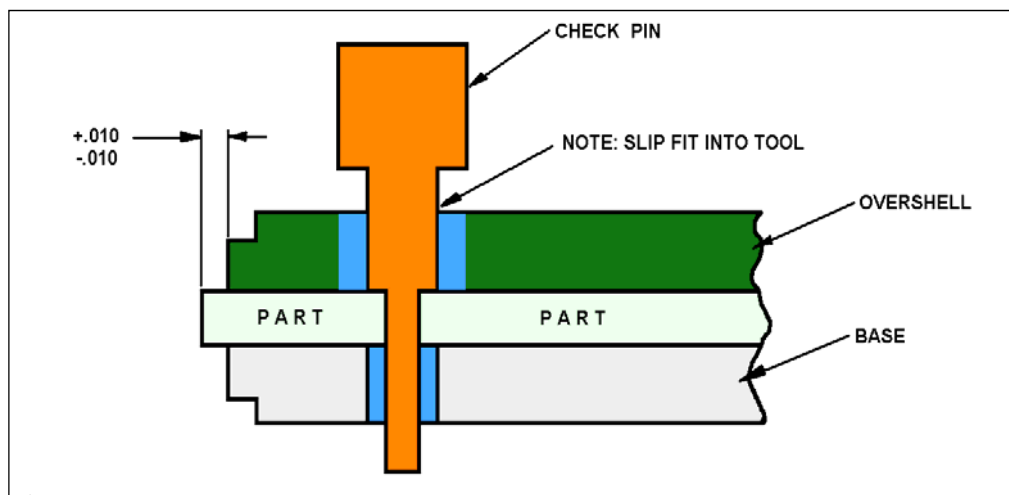 CHECK PIN
+.010
-.010
NOTE: SLIP FIT INTO TOOL
OVERSHELL
PART
PART
BASE